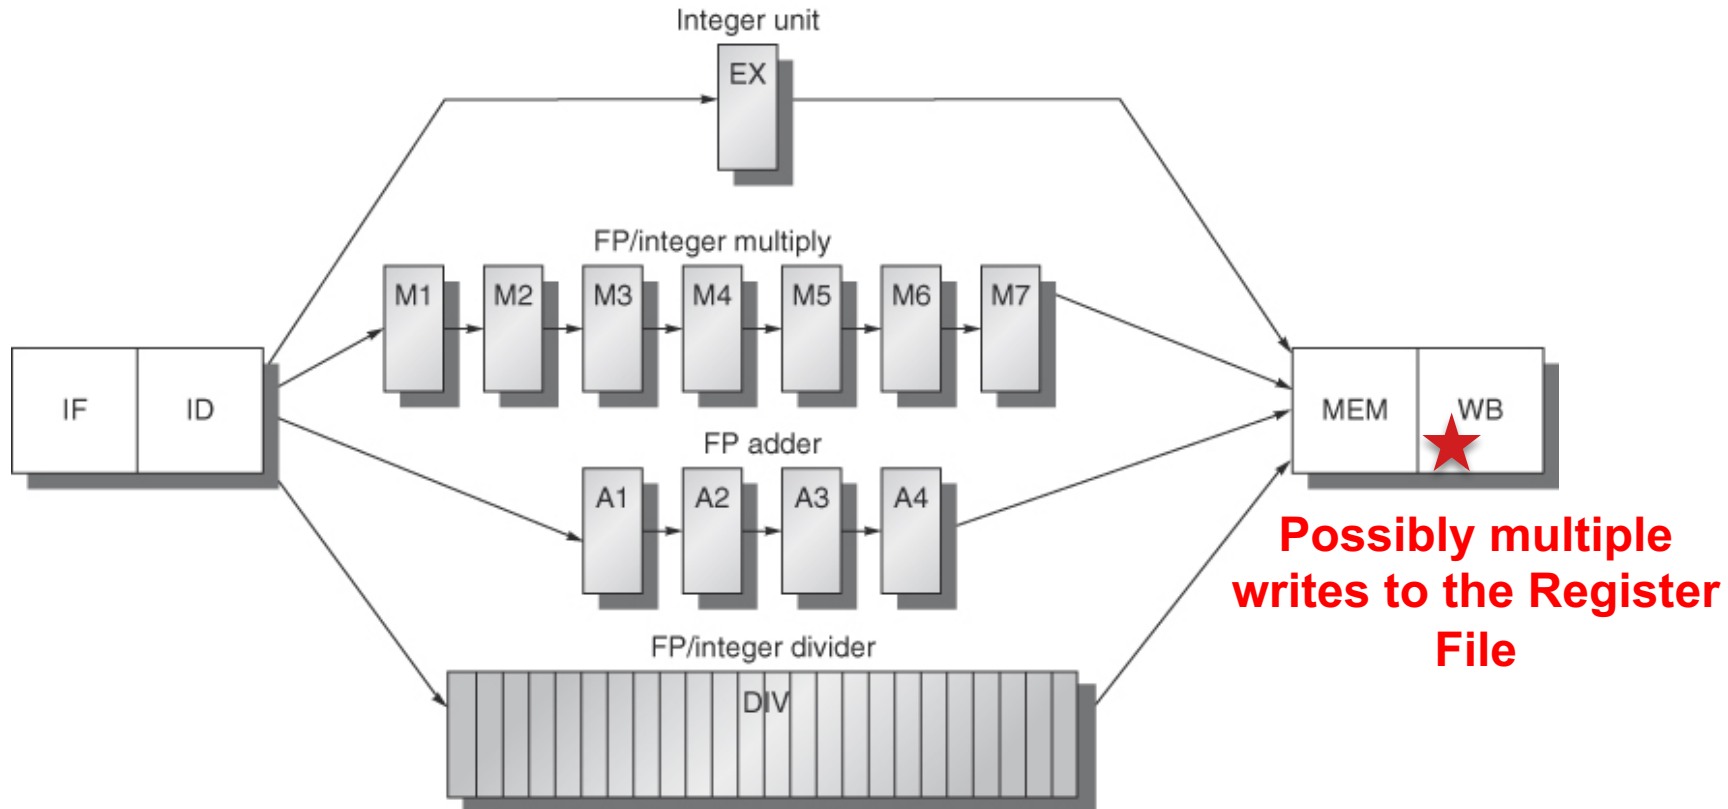 Integer unit
EX
FP/integer multiply
M1 M2 M3 M4 M5 M6 M7
IF ID
MEM WB
FP adder
A1 A2 A3 A4
Possibly multiple
writes to the Register
File
FP/integer divider
DIV